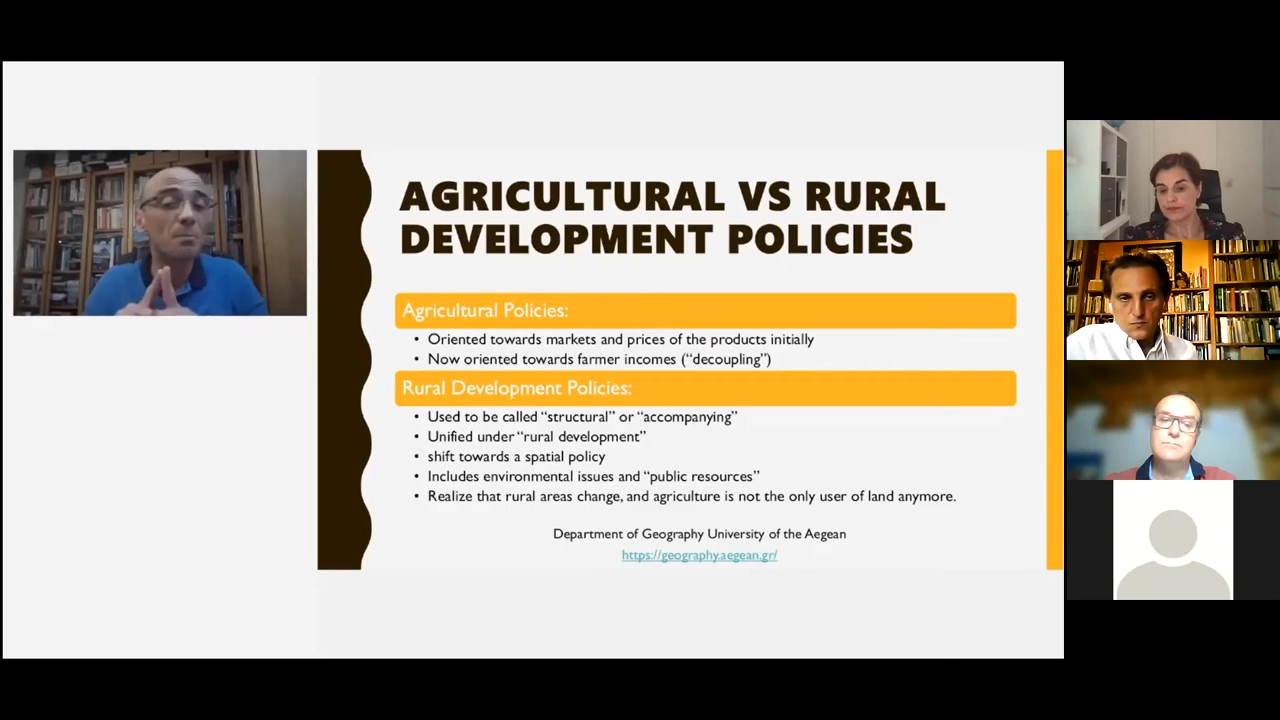 AGRICULTURAL VS RURAL
DEVELOPMENT POLICIES
Agricultural Policies:
• Oriented towards markets and prices of the products initially
• Now oriented towards farmer incomes (“decoupling”)
Rural Development Policies:
• Used to be called “structural” or “accompanying”
• Unified under “rural development”
• shift towards a spatial policy
• Includes environmental issues and “public resources”
• Realize that rural areas change, and agriculture is not the only user of land anymore.
Department of Geography University of the Aegean
https://geography.aegean.gr/